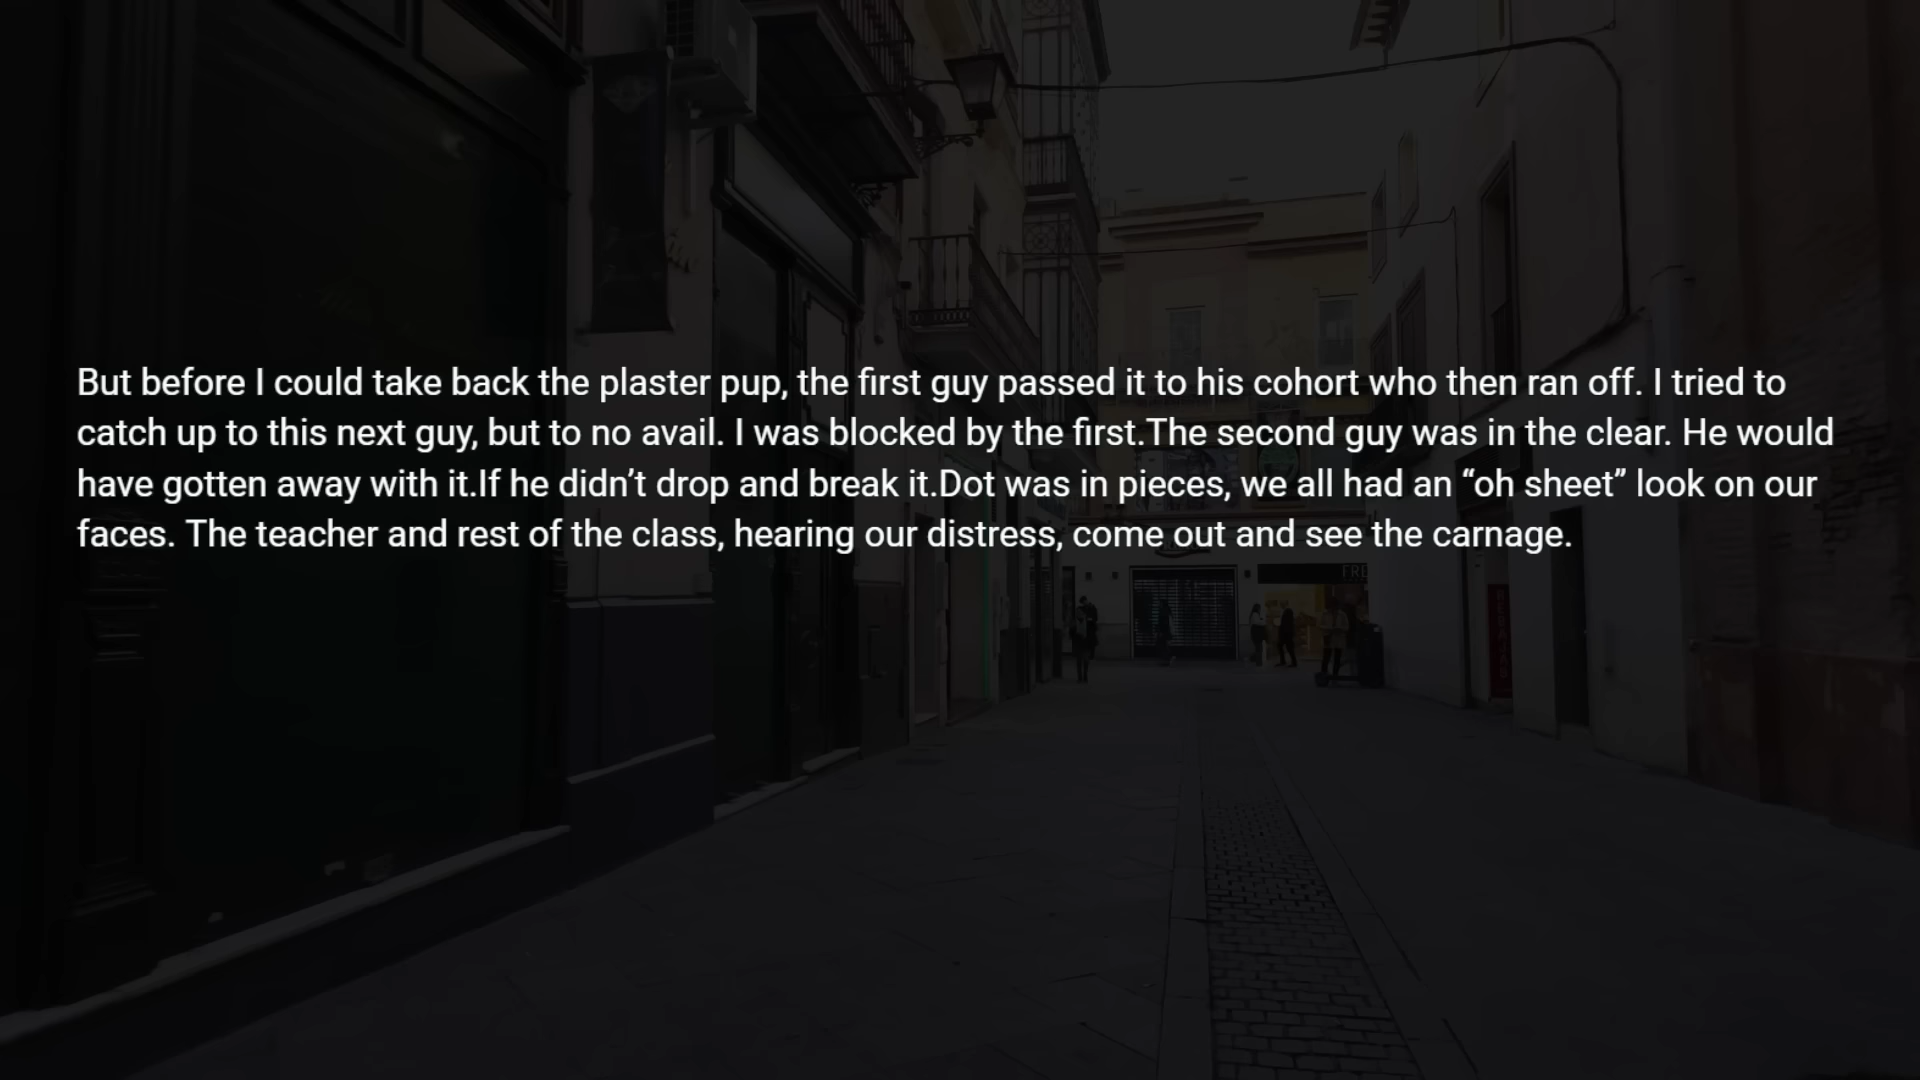 But before I could take back the plaster pup, the first guy passed it to his cohort who then ran off. I tried to
catch up to this next guy, but to no avail. I was blocked by the first.The second guy was in the clear. He would
have gotten away with it.If he didn’t drop and break it.Dot was in pieces, we all had an “oh sheet” look on our
faces. The teacher and rest of the class, hearing our distress, come out and see the carnage.